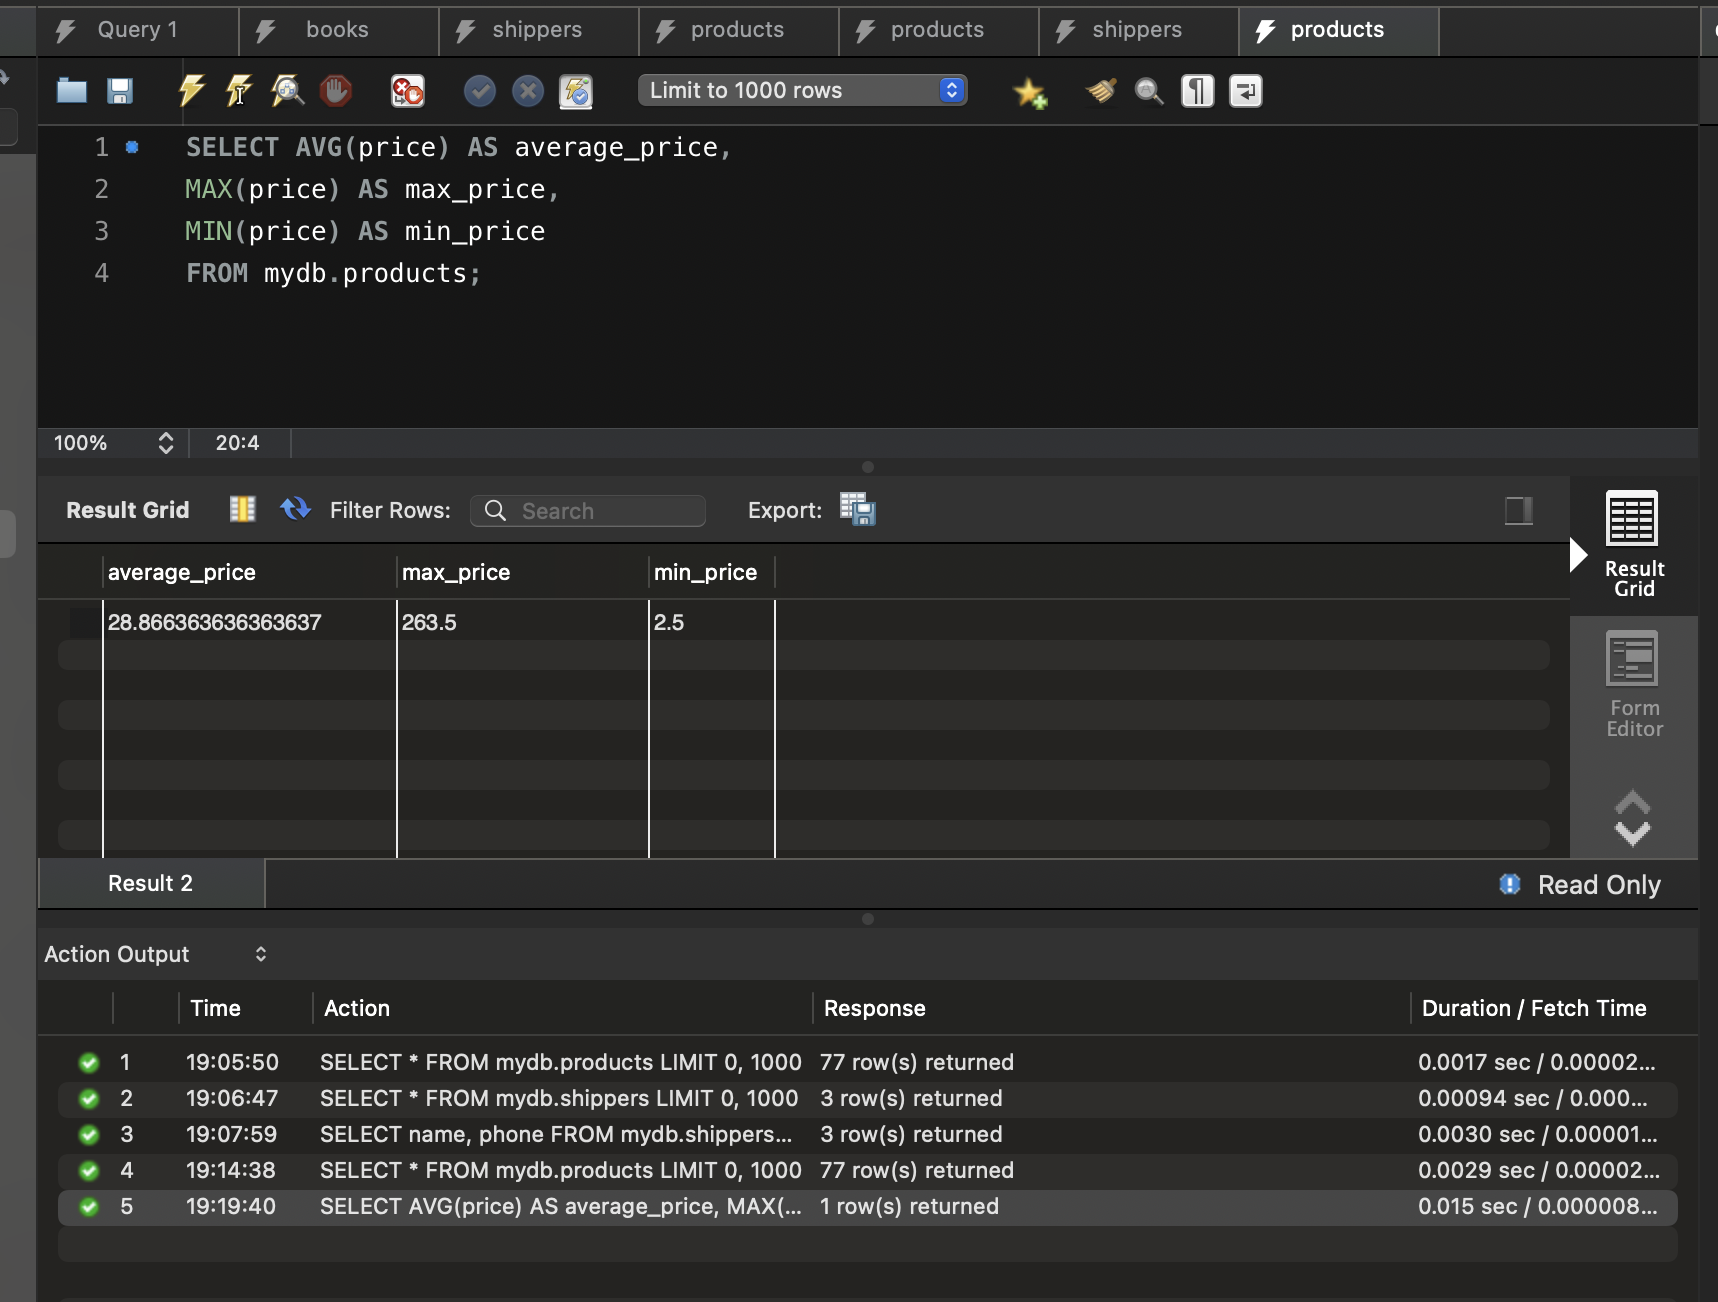 Query 1
books
shippers
products
products
shippers
products
Limit to 1000 rows
1 SELECT AVG(price) AS average_price,
2 MAX(price) AS max_price,
3 MIN(price) AS min_price
4 FROM mydb.products;
100% 20:4
Result Grid Filter Rows: Search Export:
average_price max_price min_price
28.866363636363637 263.5 2.5
Result
Grid
Form
Editor
Result 2 Read Only
Action Output
Time Action Response Duration / Fetch Time
1 19:05:50 SELECT * FROM mydb.products LIMIT 0, 1000 77 row(s) returned 0.0017 sec / 0.00002...
2 19:06:47 SELECT * FROM mydb.shippers LIMIT 0, 1000 3 row(s) returned 0.00094 sec / 0.000...
3 19:07:59 SELECT name, phone FROM mydb.shippers... 3 row(s) returned 0.0030 sec / 0.00001...
4 19:14:38 SELECT * FROM mydb.products LIMIT 0, 1000 77 row(s) returned 0.0029 sec / 0.00002...
5 19:19:40 SELECT AVG(price) AS average_price, MAX(... 1 row(s) returned 0.015 sec / 0.000008...